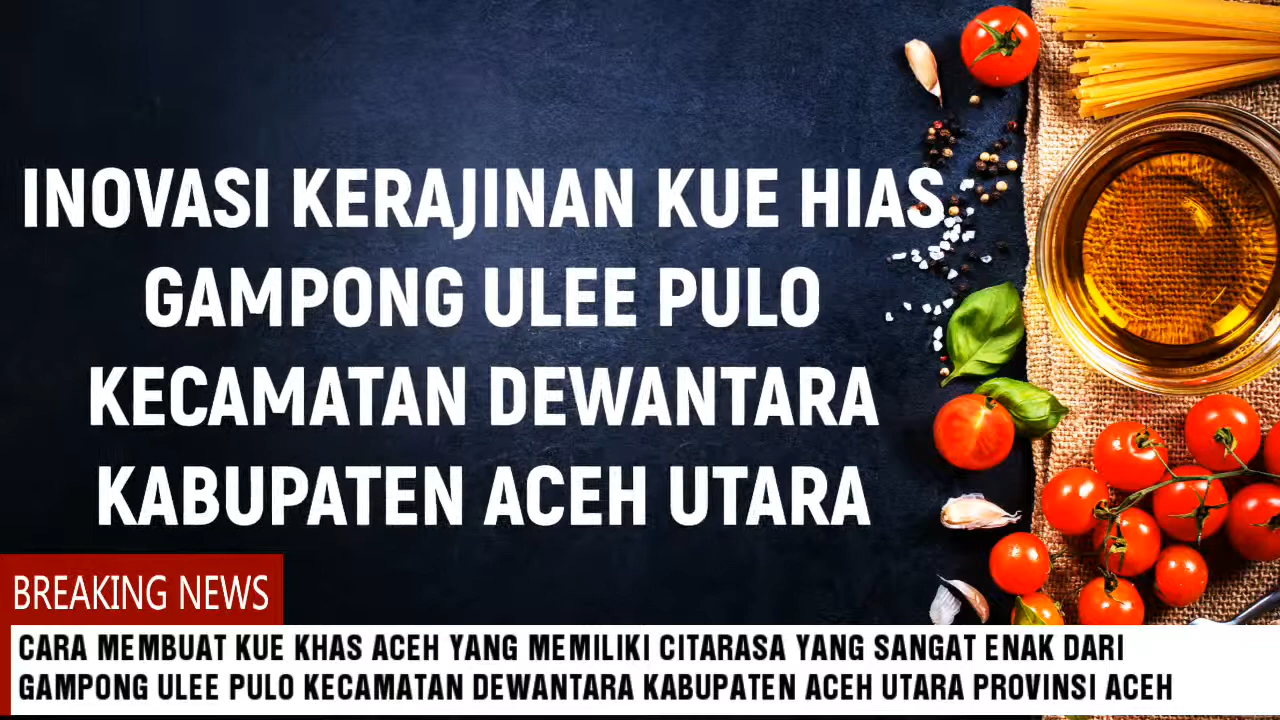 INOVASI KERAJINAN KUE HIAS
GAMPONG ULEE PULO
KECAMATAN DEWANTARA
KABUPATEN ACEH UTARA
BREAKING NEWS
CARA MEMBUAT KUE KHAS ACEH YANG MEMILIKI CITARASA YANG SANGAT ENAK DARI
GAMPONG ULEE PULO KECAMATAN DEWANTARA KABUPATEN ACEH UTARA PROVINSI ACEH